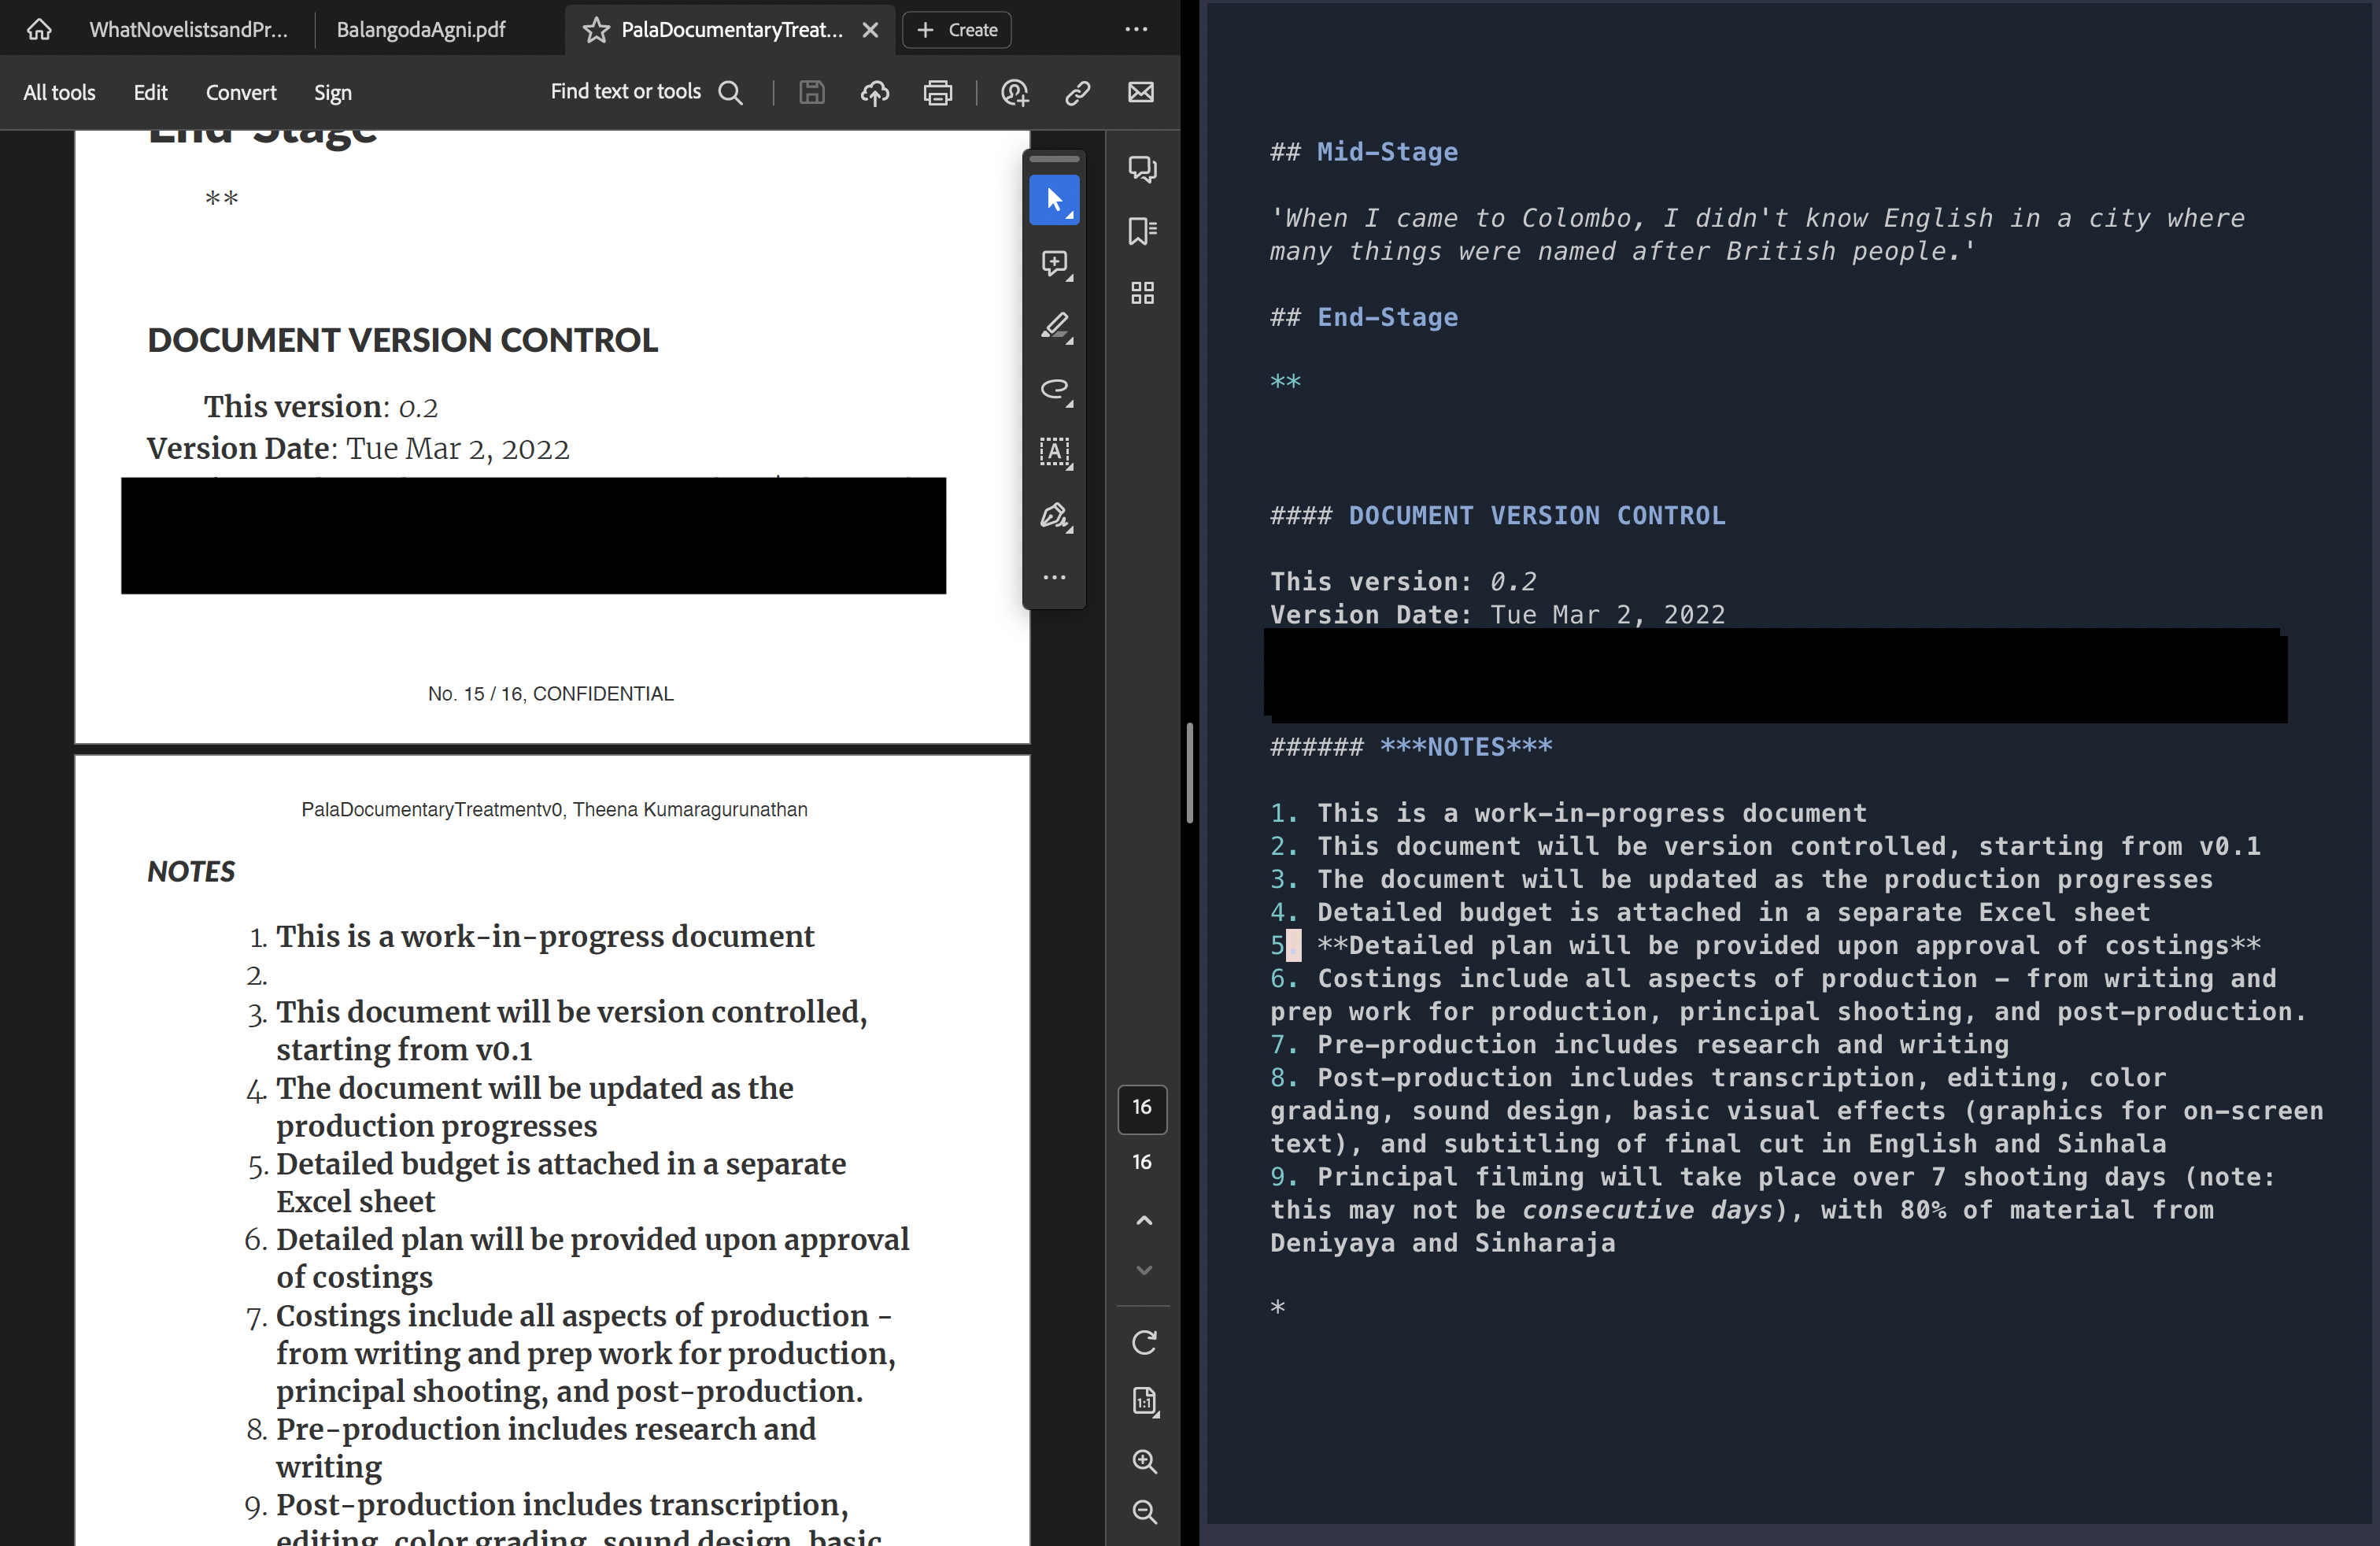 WhatNovelistsandPr...
BalangodaAgni.pdf
PalaDocumentaryTreat...
Create
All tools
Edit
Convert
Sign
Find text or tools
End-Stage
**
DOCUMENT VERSION CONTROL
This version: 0.2
Version Date: Tue Mar 2, 2022
No. 15 / 16, CONFIDENTIAL
PalaDocumentaryTreatmentv0, Theena Kumaragurunathan
NOTES
1. This is a work-in-progress document
2.
3. This document will be version controlled,
starting from v0.1
4. The document will be updated as the
production progresses
5. Detailed budget is attached in a separate
Excel sheet
6. Detailed plan will be provided upon approval
of costings
7. Costings include all aspects of production -
from writing and prep work for production,
principal shooting, and post-production.
8. Pre-production includes research and
writing
9. Post-production includes transcription,
editing, color grading, sound design, basic
16
16
## Mid-Stage
'When I came to Colombo, I didn't know English in a city where
many things were named after British people.'
## End-Stage
**
#### DOCUMENT VERSION CONTROL
This version: 0.2
Version Date: Tue Mar 2, 2022
###### ***NOTES***
1. This is a work-in-progress document
2. This document will be version controlled, starting from v0.1
3. The document will be updated as the production progresses
4. Detailed budget is attached in a separate Excel sheet
5. **Detailed plan will be provided upon approval of costings**
6. Costings include all aspects of production - from writing and
prep work for production, principal shooting, and post-production.
7. Pre-production includes research and writing
8. Post-production includes transcription, editing, color
grading, sound design, basic visual effects (graphics for on-screen
text), and subtitling of final cut in English and Sinhala
9. Principal filming will take place over 7 shooting days (note:
this may not be consecutive days), with 80% of material from
Deniyaya and Sinharaja
*